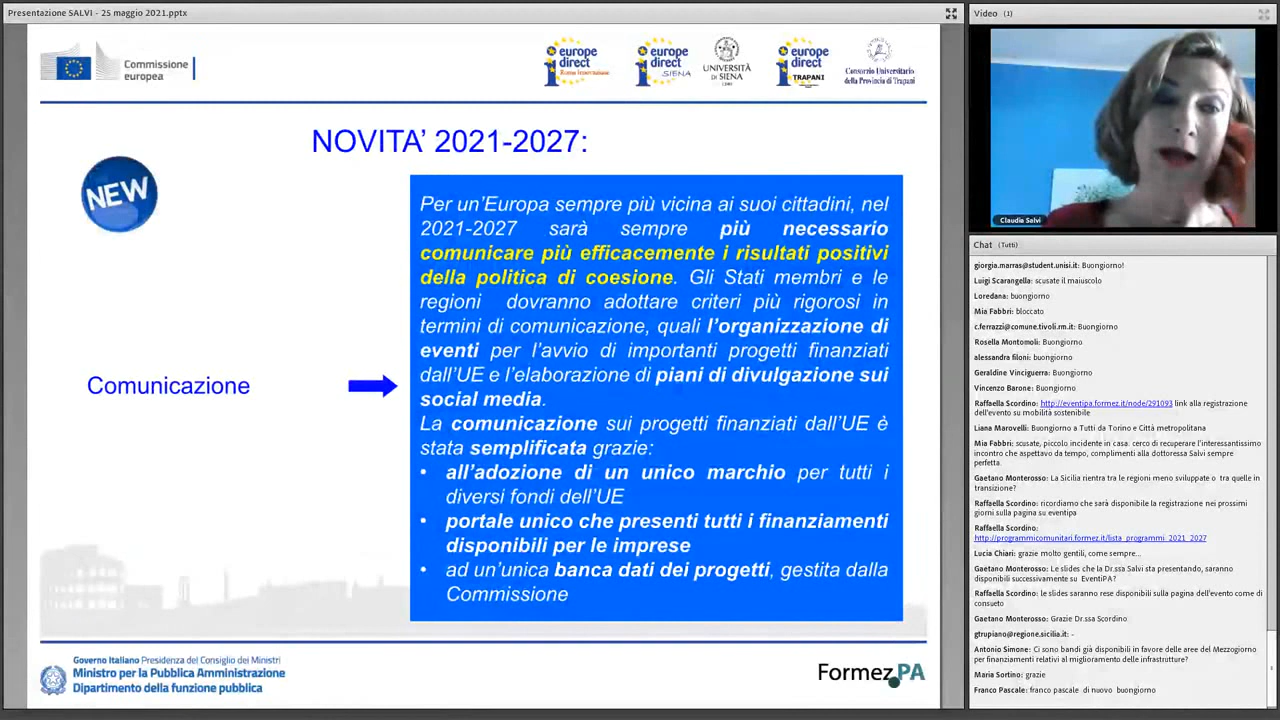 Presentazione SALVI - 25 maggio 2021.pptx
Commissione
europea
europe
direct
Roma Innovazione
europe
direct
SIENA
UNIVERSITÀ
DI SIENA
1240
europe
direct
TRAPANI
Consorzio Universitario
della Provincia di Trapani
NOVITA' 2021-2027:
NEW
Comunicazione
Per un'Europa sempre più vicina ai suoi cittadini, nel
2021-2027 sarà sempre più necessario
comunicare più efficacemente i risultati positivi
della politica di coesione. Gli Stati membri e le
regioni dovranno adottare criteri più rigorosi in
termini di comunicazione, quali l'organizzazione di
eventi per l'avvio di importanti progetti finanziati
dall'UE e l'elaborazione di piani di divulgazione sui
social media.
La comunicazione sui progetti finanziati dall'UE è
stata semplificata grazie:
• all'adozione di un unico marchio per tutti i
diversi fondi dell'UE
• portale unico che presenti tutti i finanziamenti
disponibili per le imprese
• ad un'unica banca dati dei progetti, gestita dalla
Commissione
Governo Italiano Presidenza del Consiglio dei Ministri
Ministro per la Pubblica Amministrazione
Dipartimento della funzione pubblica
Formez.PA
Video (1)
Claudia Salvi
Chat (Tutti)
giorgia.marras@student.unisi.it: Buongiorno!
Luigi Scarangella: scusate il maiuscolo
Loredana: buongiorno
Mia Fabbri: bloccato
c.ferrazzi@comune.tivoli.rm.it: Buongiorno
Rosella Montomoli: Buongiorno
alessandra filoni: buongiorno
Geraldine Vinciguerra: Buongiorno
Vincenzo Barone: Buongiorno
Raffaella Scordino: http://eventipa.formez.it/node/291093 link alla registrazione
dell'evento su mobilità sostenibile
Liana Marovelli: Buongiorno a Tutti da Torino e Città metropolitana
Mia Fabbri: scusate, piccolo incidente in casa. cerco di recuperare l'interessantissimo
incontro che aspettavo da tempo, complimenti alla dottoressa Salvi sempre
perfetta
Gaetano Monterosso: La Sicilia rientra tra le regioni meno sviluppate o tra quelle in
transizione?
Raffaella Scordino: ricordiamo che sarà disponibile la registrazione nei prossimi
giorni sulla pagina su eventipa
Raffaella Scordino:
http://programmicomunitari.formez.it/lista_programmi_2021_2027
Lucia Chiari: grazie molto gentili, come sempre...
Gaetano Monterosso: Le slides che la Dr.ssa Salvi sta presentando, saranno
disponibili successivamente su EventiPA?
Raffaella Scordino: le slides saranno rese disponibili sulla pagina dell'evento come di
consueto
Gaetano Monterosso: Grazie Dr.ssa Scordino
gtrupiano@regione.sicilia.it: -
Antonio Simone: Ci sono bandi già disponibili in favore delle aree del Mezzogiorno
per finanziamenti relativi al miglioramento delle infrastrutture?
Maria Sortino: grazie
Franco Pascale: franco pascale di nuovo buongiorno